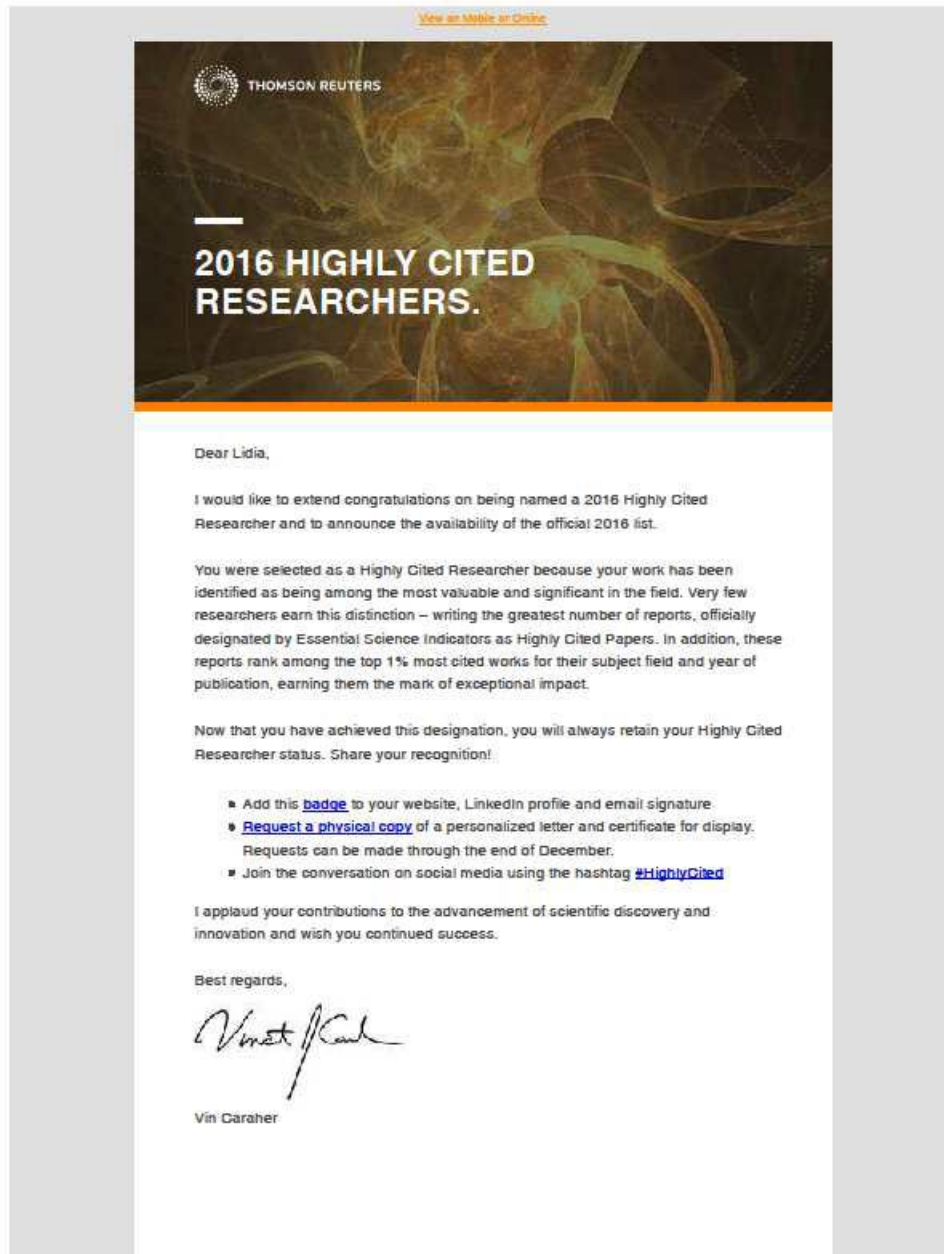 View on Mobile or Online
THOMSON REUTERS
2016 HIGHLY CITED
RESEARCHERS.
Dear Lidia,
I would like to extend congratulations on being named a 2016 Highly Cited
Researcher and to announce the availability of the official 2016 list.
You were selected as a Highly Cited Researcher because your work has been
identified as being among the most valuable and significant in the field. Very few
researchers earn this distinction – writing the greatest number of reports, officially
designated by Essential Science Indicators as Highly Cited Papers. In addition, these
reports rank among the top 1% most cited works for their subject field and year of
publication, earning them the mark of exceptional impact.
Now that you have achieved this designation, you will always retain your Highly Cited
Researcher status. Share your recognition!
Add this badge to your website, LinkedIn profile and email signature
Request a physical copy of a personalized letter and certificate for display.
Requests can be made through the end of December.
Join the conversation on social media using the hashtag #HighlyCited
I applaud your contributions to the advancement of scientific discovery and
innovation and wish you continued success.
Best regards,
Vin Caraher